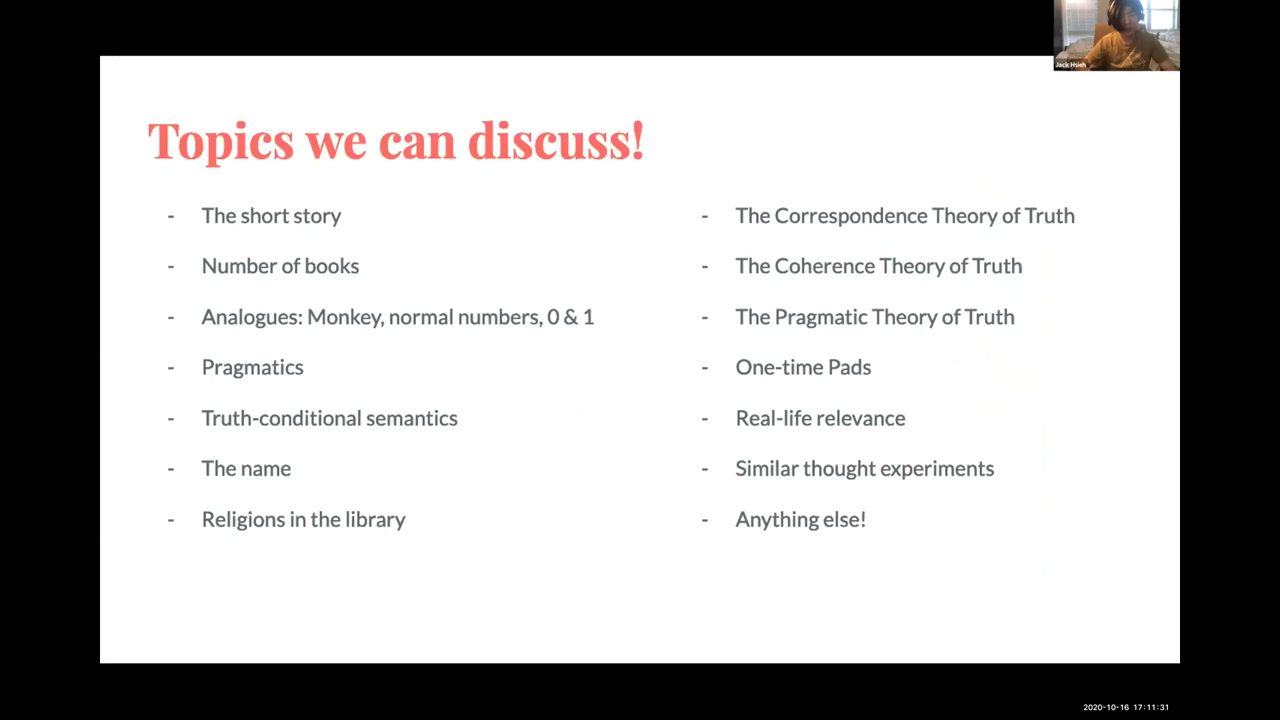 Jack Hsieh
Topics we can discuss!
- The short story
- Number of books
- Analogues: Monkey, normal numbers, 0 & 1
- Pragmatics
- Truth-conditional semantics
- The name
- Religions in the library
- The Correspondence Theory of Truth
- The Coherence Theory of Truth
- The Pragmatic Theory of Truth
- One-time Pads
- Real-life relevance
- Similar thought experiments
- Anything else!
2020-10-16 17:11:31